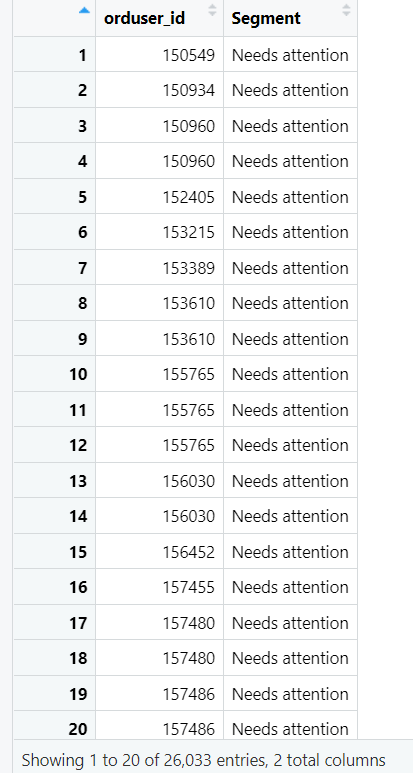 orduser_id Segment
1 150549 Needs attention
2 150934 Needs attention
3 150960 Needs attention
4 150960 Needs attention
5 152405 Needs attention
6 153215 Needs attention
7 153389 Needs attention
8 153610 Needs attention
9 153610 Needs attention
10 155765 Needs attention
11 155765 Needs attention
12 155765 Needs attention
13 156030 Needs attention
14 156030 Needs attention
15 156452 Needs attention
16 157455 Needs attention
17 157480 Needs attention
18 157480 Needs attention
19 157486 Needs attention
20 157486 Needs attention
Showing 1 to 20 of 26,033 entries, 2 total columns